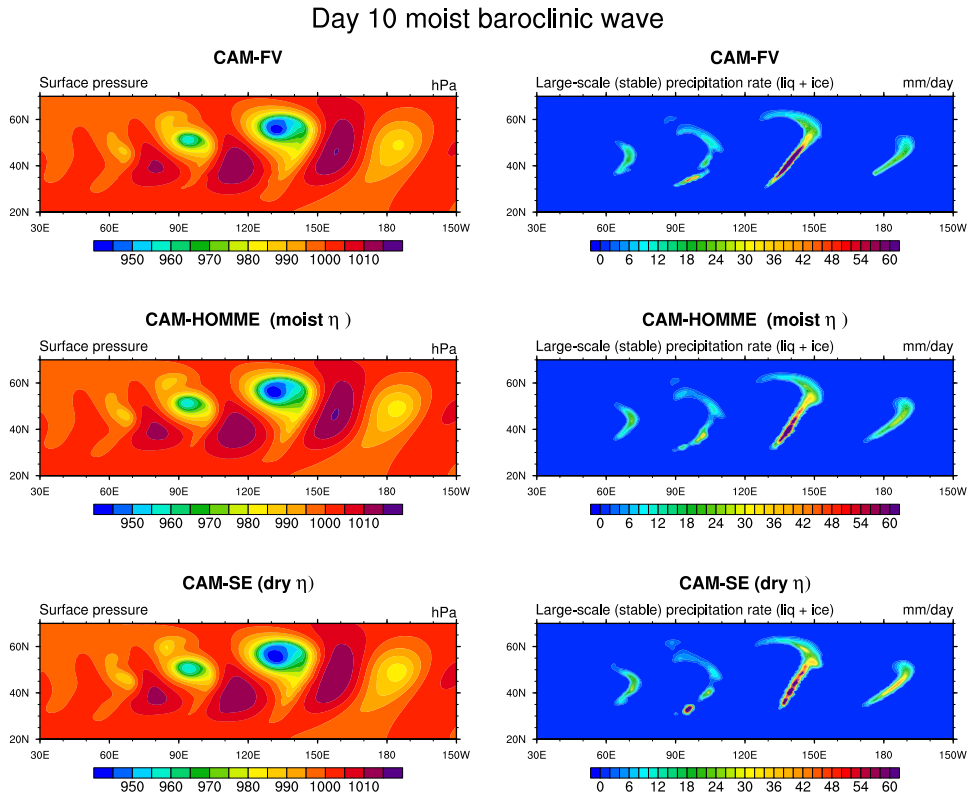 Day 10 moist baroclinic wave
CAM-FV
Surface pressure hPa
60N
40N
20N
30E 60E 90E 120E 150E 180 150W
950 960 970 980 990 1000 1010
CAM-FV
Large-scale (stable) precipitation rate (liq + ice) mm/day
60N
40N
20N
30E 60E 90E 120E 150E 180 150W
0 6 12 18 24 30 36 42 48 54 60
CAM-HOMME (moist η )
Surface pressure hPa
60N
40N
20N
30E 60E 90E 120E 150E 180 150W
950 960 970 980 990 1000 1010
CAM-HOMME (moist η )
Large-scale (stable) precipitation rate (liq + ice) mm/day
60N
40N
20N
30E 60E 90E 120E 150E 180 150W
0 6 12 18 24 30 36 42 48 54 60
CAM-SE (dry η)
Surface pressure hPa
60N
40N
20N
30E 60E 90E 120E 150E 180 150W
950 960 970 980 990 1000 1010
CAM-SE (dry η)
Large-scale (stable) precipitation rate (liq + ice) mm/day
60N
40N
20N
30E 60E 90E 120E 150E 180 150W
0 6 12 18 24 30 36 42 48 54 60